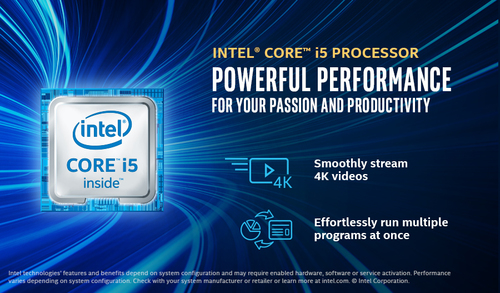 INTEL® CORE™ i5 PROCESSOR
POWERFUL PERFORMANCE
FOR YOUR PASSION AND PRODUCTIVITY
intel®
CORE™ i5
inside™
4K
Smoothly stream
4K videos
Effortlessly run multiple
programs at once
Intel technologies' features and benefits depend on system configuration and may require enabled hardware, software or service activation. Performance
varies depending on system configuration. Check with your system manufacturer or retailer or learn more at intel.com. © Intel Corporation.